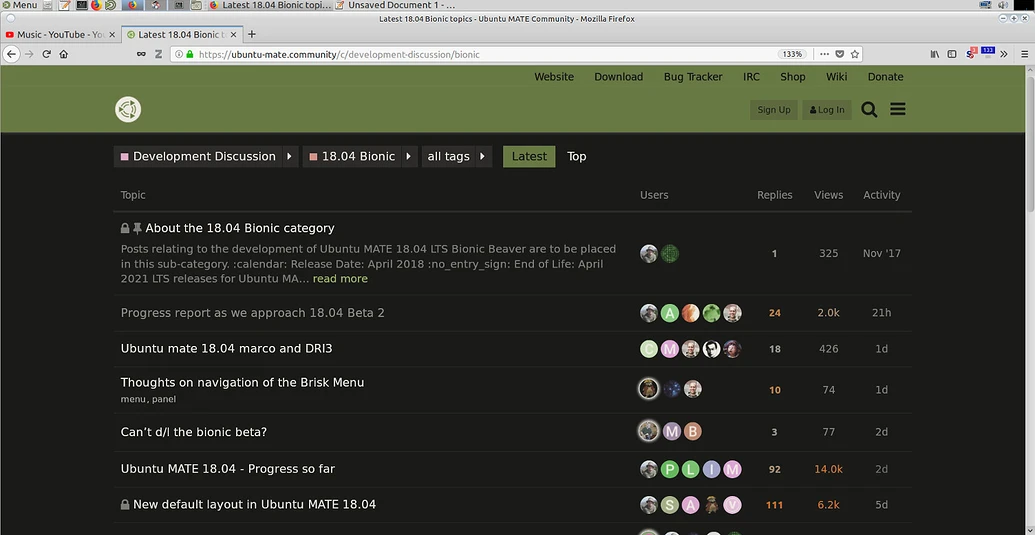 Menu
Latest 18.04 Bionic topi...
Unsaved Document 1 - ...
Latest 18.04 Bionic topics - Ubuntu MATE Community - Mozilla Firefox
Music - YouTube - Yo
Latest 18.04 Bionic t
https://ubuntu-mate.community/c/development-discussion/bionic
133%
133
Website Download Bug Tracker IRC Shop Wiki Donate
Sign Up Log In
Development Discussion 18.04 Bionic all tags Latest Top
Topic Users Replies Views Activity
About the 18.04 Bionic category
Posts relating to the development of Ubuntu MATE 18.04 LTS Bionic Beaver are to be placed
in this sub-category. :calendar: Release Date: April 2018 :no_entry_sign: End of Life: April
2021 LTS releases for Ubuntu MA... read more
1 325 Nov '17
Progress report as we approach 18.04 Beta 2 A 24 2.0k 21h
Ubuntu mate 18.04 marco and DRI3 C M 18 426 1d
Thoughts on navigation of the Brisk Menu
menu, panel
10 74 1d
Can't d/l the bionic beta? M B 3 77 2d
Ubuntu MATE 18.04 - Progress so far P L I M 92 14.0k 2d
New default layout in Ubuntu MATE 18.04 S A V 111 6.2k 5d